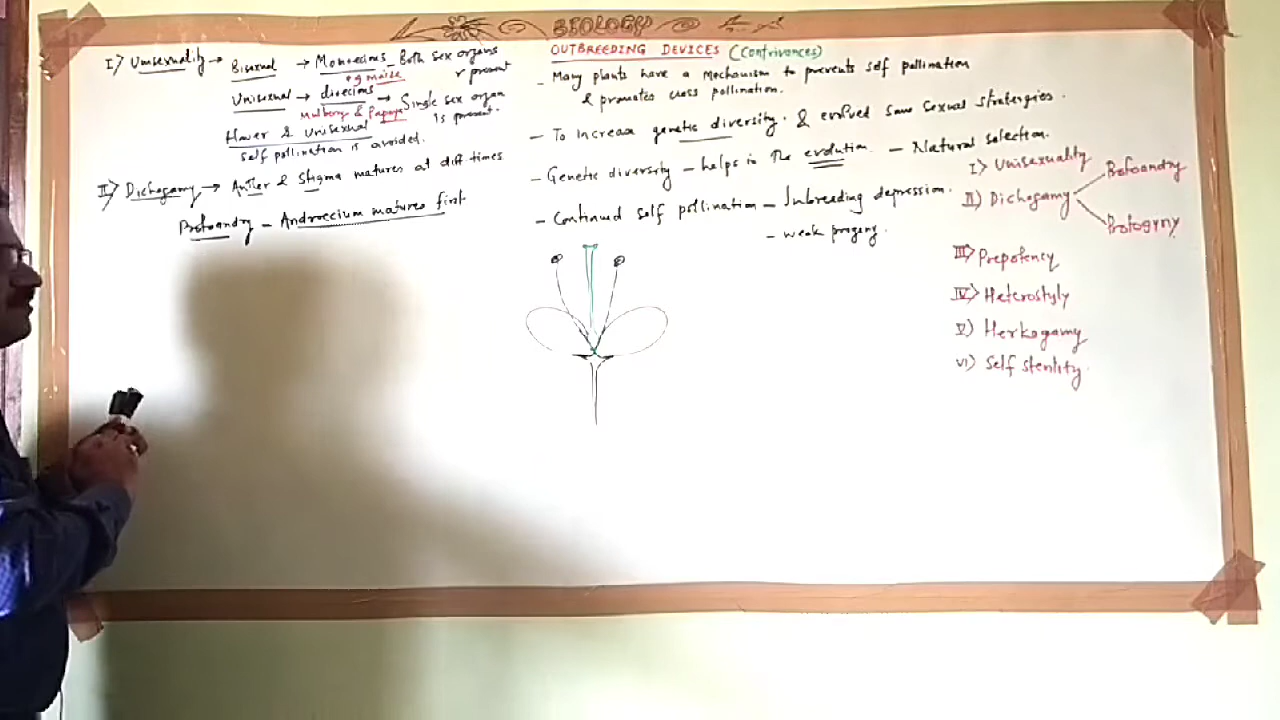 BIOLOGY
I) Unisexuality → Bisexual → Monoecious - Both sex organs
eg maize r present
Unisexual → diecious → Single sex organ
Mulberry & Papaya is present.
Flower & Unisexual
self pollination is avoided.
II) Dichogamy → Anther & Stigma matures at diff times
Protoandry - Androecium matures first
OUTBREEDING DEVICES (Contrivances)
- Many plants have a Mechanism to prevents self pollination
& promotes cross pollination.
- To increase genetic diversity. & evolved some sexual strategies.
- Genetic diversity - helps in the evolution. - Natural selection.
- Continued self pollination - Inbreeding depression.
- weak progeny.
I) Unisexuality
II) Dichogamy
Protoandry
Protogyny
III) Prepotency
IV) Heterostyly
V) Herkogamy
VI) Self sterility